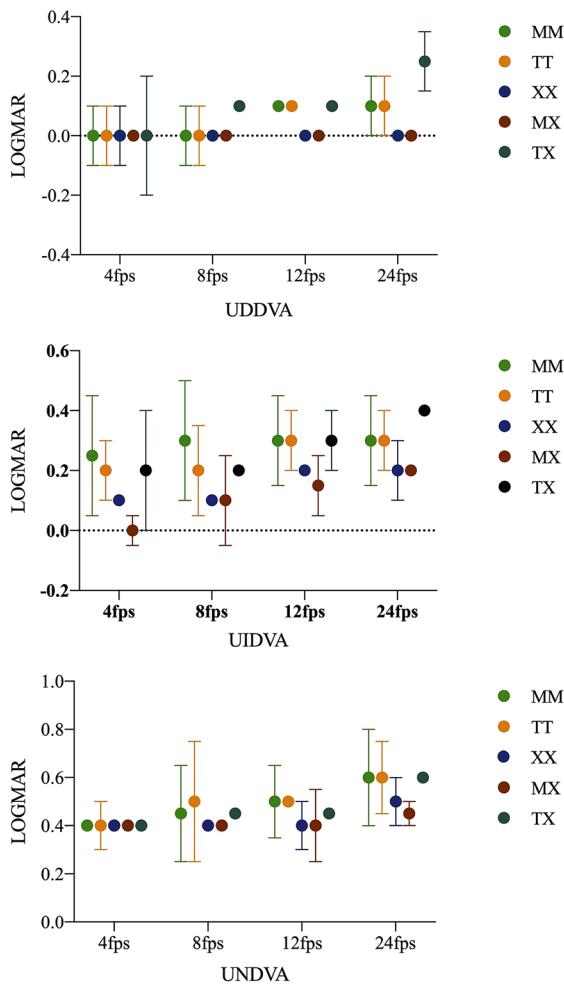 0.4
0.2
0.0
-0.2
-0.4
LOGMAR
4fps 8fps 12fps 24fps
UDDVA
MM
TT
XX
MX
TX
0.6
0.4
0.2
0.0
-0.2
LOGMAR
4fps 8fps 12fps 24fps
UIDVA
MM
TT
XX
MX
TX
1.0
0.8
0.6
0.4
0.2
0.0
LOGMAR
4fps 8fps 12fps 24fps
UNDVA
MM
TT
XX
MX
TX